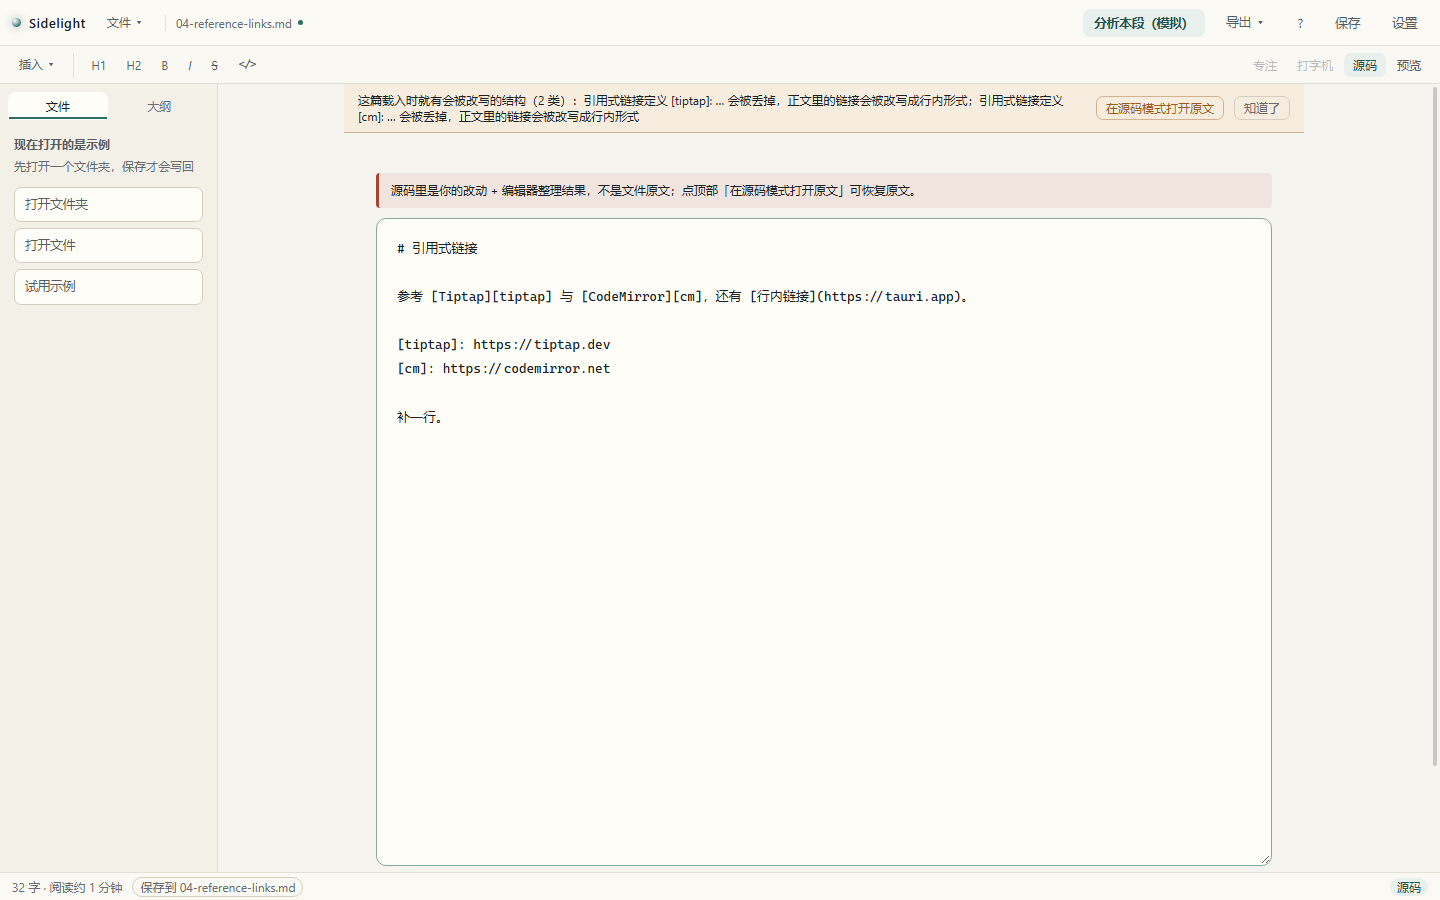 Sidelight 文件 04-reference-links.md 分析本段（模拟） 导出 ? 保存 设置
插入 H1 H2 B I S </> 专注 打字机 源码 预览
文件 大纲
现在打开的是示例
先打开一个文件夹，保存才会写回
打开文件夹
打开文件
试用示例
这篇载入时就有会被改写的结构（2 类）：引用式链接定义 [tiptap]: … 会被丢掉，正文里的链接会被改写成行内形式；引用式链接定义
[cm]: … 会被丢掉，正文里的链接会被改写成行内形式
在源码模式打开原文 知道了
源码里是你的改动 + 编辑器整理结果，不是文件原文；点顶部「在源码模式打开原文」可恢复原文。
# 引用式链接
参考 [Tiptap][tiptap] 与 [CodeMirror][cm]，还有 [行内链接](https://tauri.app)。
[tiptap]: https://tiptap.dev
[cm]: https://codemirror.net
补一行。
32 字 · 阅读约 1 分钟 保存到 04-reference-links.md 源码